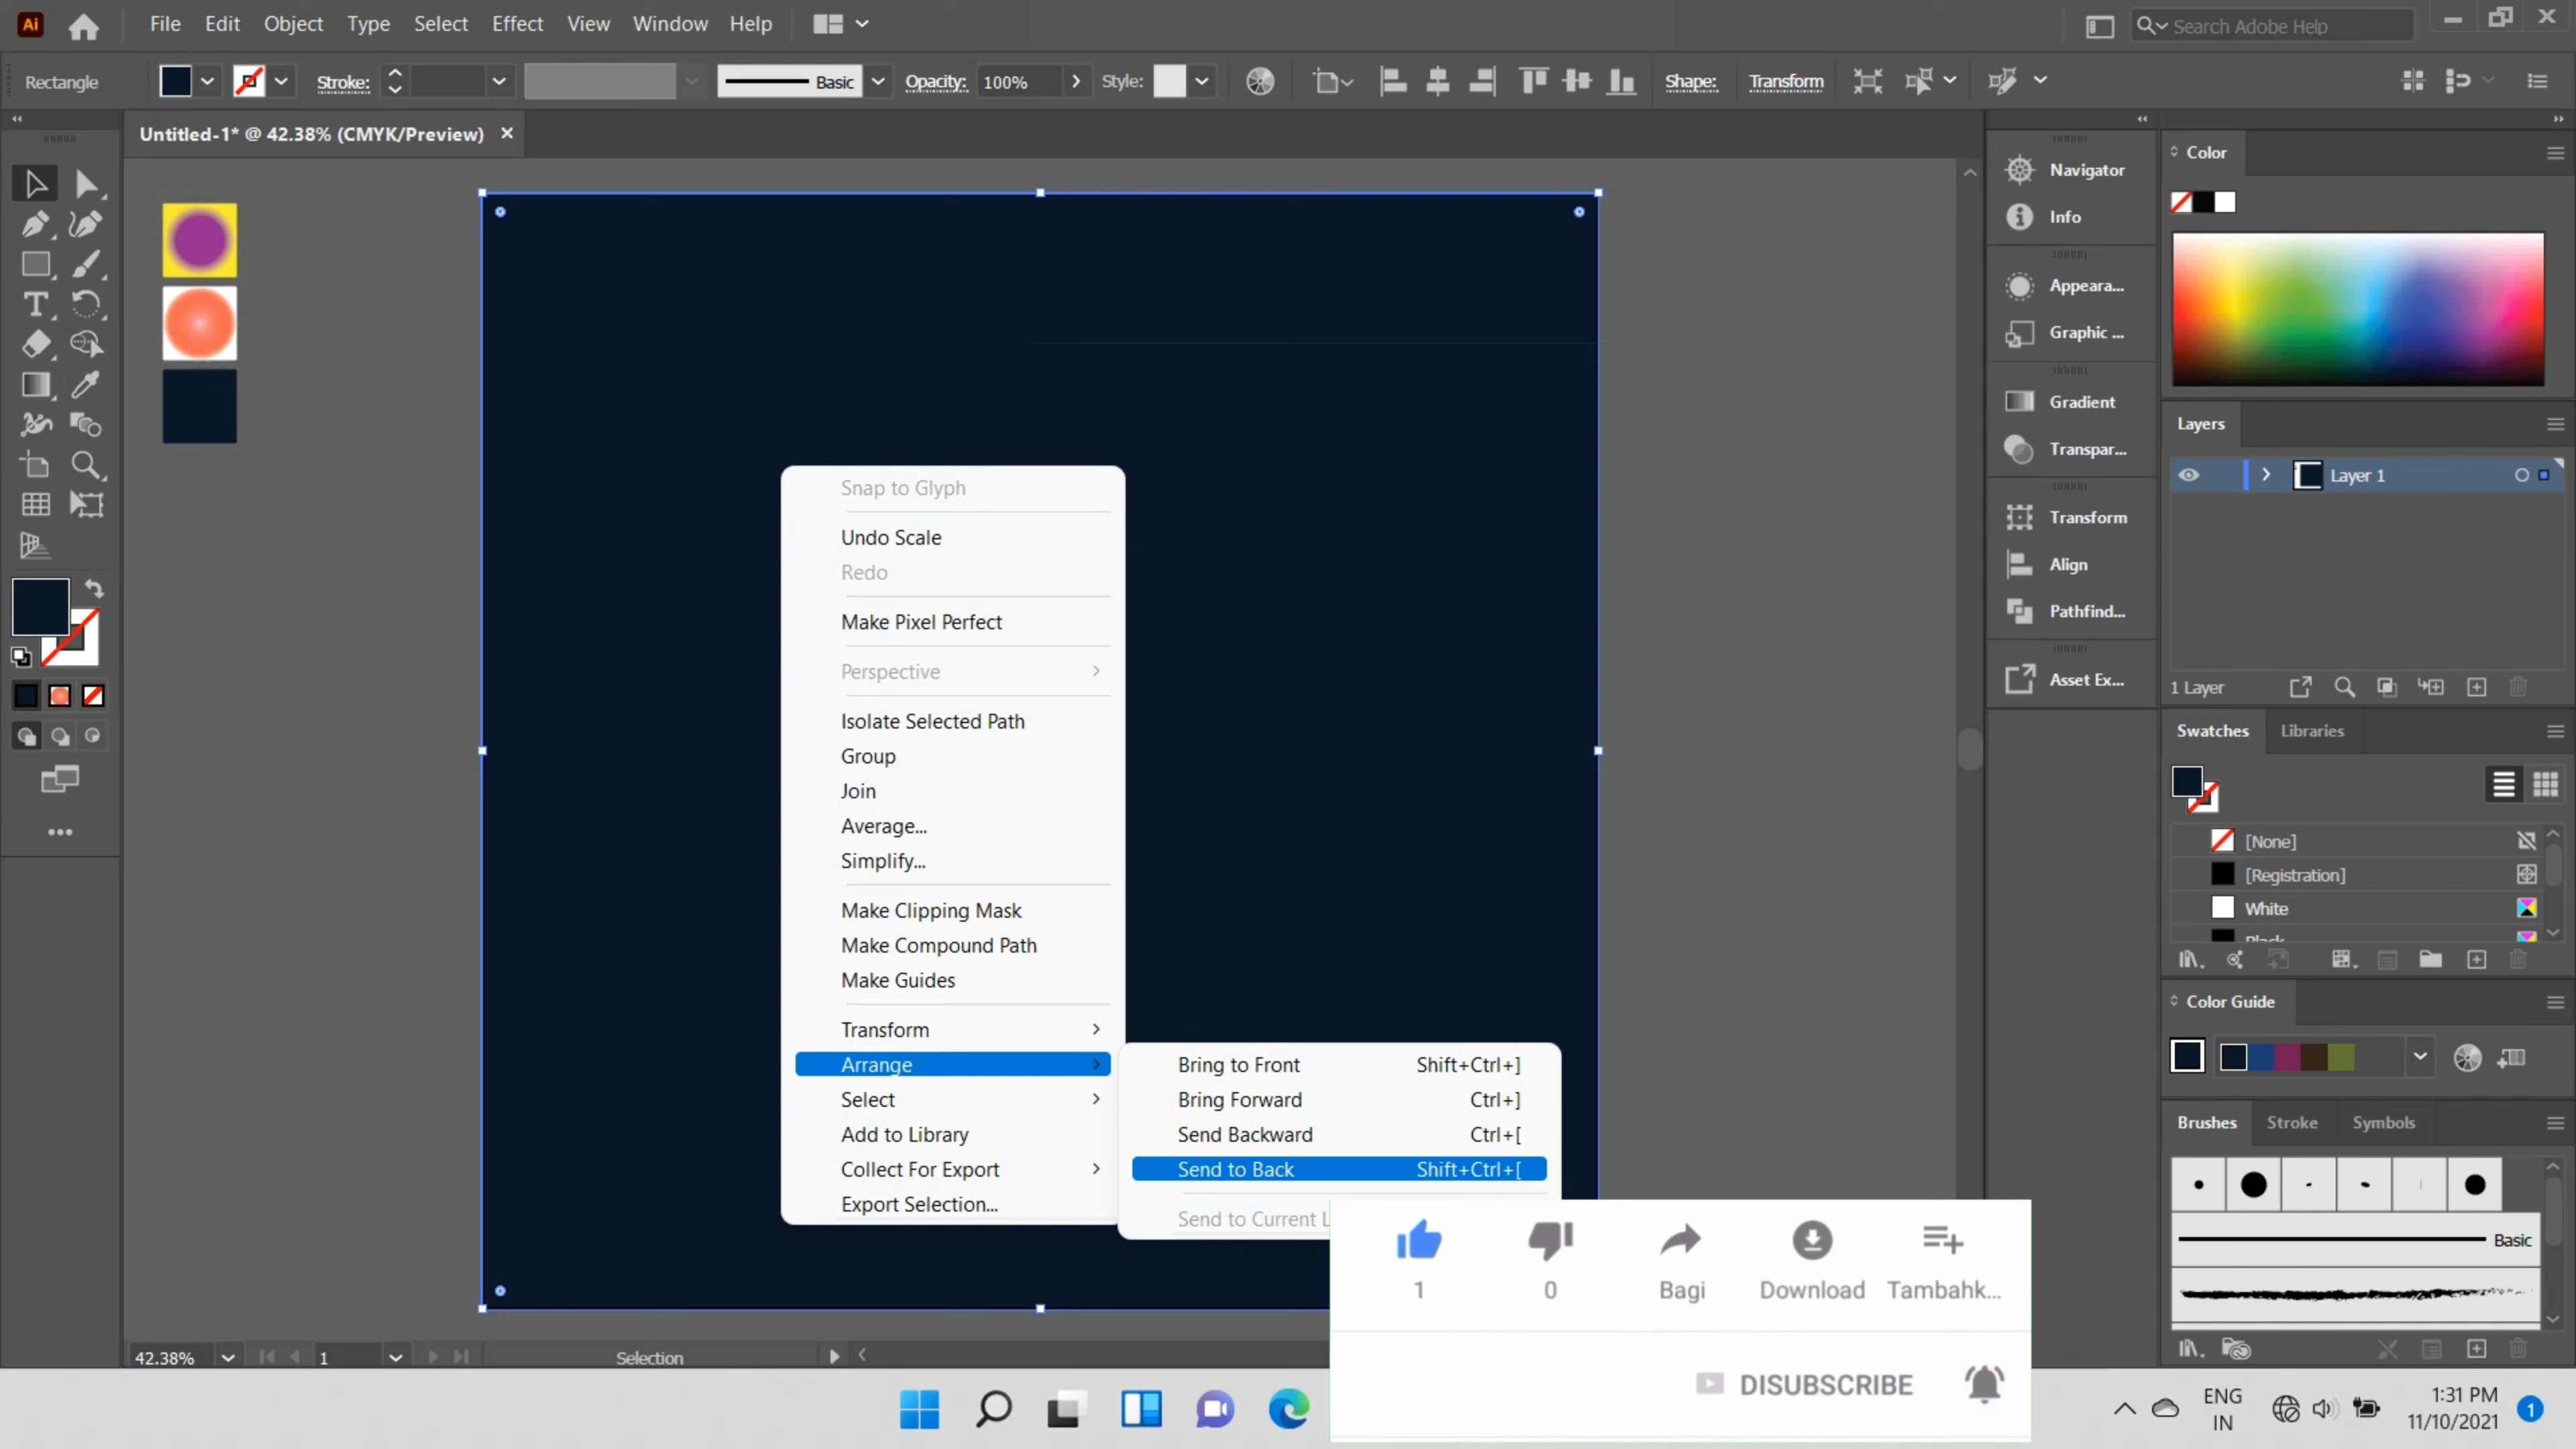 Ai
File Edit Object Type Select Effect View Window Help
Search Adobe Help
Rectangle
Stroke:
Basic
Opacity: 100%
Style:
Shape:
Transform
Untitled-1* @ 42.38% (CMYK/Preview)
Navigator
Info
Appeara...
Graphic ...
Gradient
Transpar...
Transform
Align
Pathfind...
Asset Ex...
Color
Layers
Layer 1
1 Layer
Swatches Libraries
[None]
[Registration]
White
Black
Color Guide
Brushes Stroke Symbols
Basic
Snap to Glyph
Undo Scale
Redo
Make Pixel Perfect
Perspective
Isolate Selected Path
Group
Join
Average...
Simplify...
Make Clipping Mask
Make Compound Path
Make Guides
Transform
Arrange
Select
Add to Library
Collect For Export
Export Selection...
Bring to Front Shift+Ctrl+]
Bring Forward Ctrl+]
Send Backward Ctrl+[
Send to Back Shift+Ctrl+[
Send to Current L
1 0 Bagi Download Tambahk...
DISUBSCRIBE
42.38% 1 Selection
ENG
IN
1:31 PM
11/10/2021
1